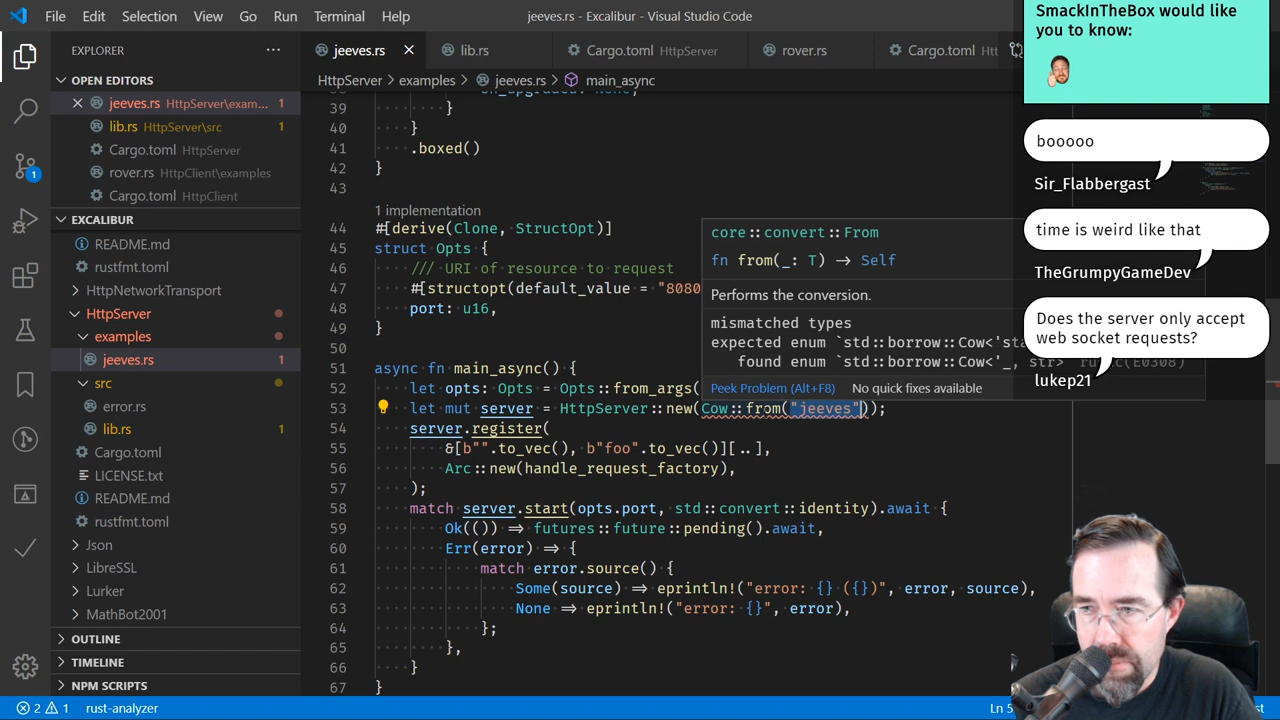 File Edit Selection View Go Run Terminal Help jeeves.rs - Excalibur - Visual Studio Code
EXPLORER
OPEN EDITORS
jeeves.rs HttpServer\exam... 1
lib.rs HttpServer\src 1
Cargo.toml HttpServer
rover.rs HttpClient\examples
Cargo.toml HttpClient
EXCALIBUR
README.md
rustfmt.toml
HttpNetworkTransport
HttpServer
examples
jeeves.rs 1
src
error.rs
lib.rs 1
Cargo.toml
LICENSE.txt
README.md
rustfmt.toml
Json
LibreSSL
Lurker
MathBot2001
OUTLINE
TIMELINE
NPM SCRIPTS
1
jeeves.rs lib.rs Cargo.toml HttpServer rover.rs Cargo.toml
HttpServer > examples > jeeves.rs > main_async
39 }
40 }
41 .boxed()
42 }
43
1 implementation
44 #[derive(Clone, StructOpt)]
45 struct Opts {
46 /// URI of resource to request
47 #[structopt(default_value = "8080
48 port: u16,
49 }
50
51 async fn main_async() {
52 let opts: Opts = Opts::from_args(
53 let mut server = HttpServer::new(Cow::from("jeeves"));
54 server.register(
55 &[b"".to_vec(), b"foo".to_vec()][..],
56 Arc::new(handle_request_factory),
57 );
58 match server.start(opts.port, std::convert::identity).await {
59 Ok(()) => futures::future::pending().await,
60 Err(error) => {
61 match error.source() {
62 Some(source) => eprintln!("error: {} ({})", error, source),
63 None => eprintln!("error: {}", error),
64 };
65 },
66 }
67 }
core::convert::From
fn from(_: T) → Self
Performs the conversion.
mismatched types
expected enum `std::borrow::Cow<'sta
found enum `std::borrow::Cow<'_, str>
Peek Problem (Alt+F8) No quick fixes available
SmackInTheBox would like
you to know:
booooo
Sir_Flabbergast
time is weird like that
TheGrumpyGameDev
Does the server only accept
web socket requests?
lukep21
2 1 rust-analyzer